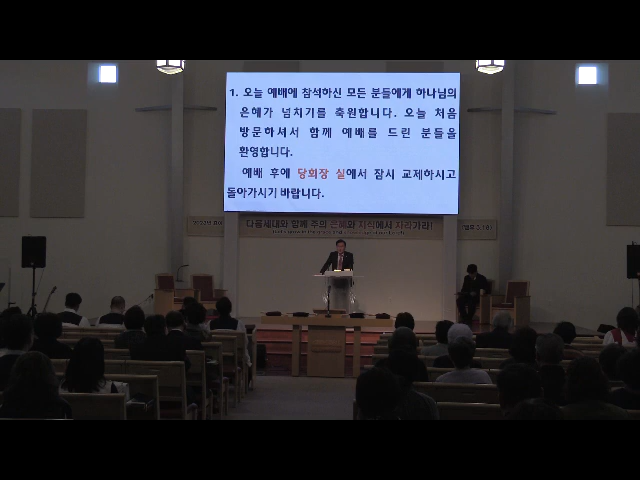 1. 오늘 예배에 참석하신 모든 분들에게 하나님의
은혜가 넘치기를 축원합니다. 오늘 처음
방문하셔서 함께 예배를 드린 분들을
환영합니다.
예배 후에 당회장 실에서 잠시 교제하시고
돌아가시기 바랍니다.
다음세대와 함께 주의 은혜와 지식에서 자라가라!